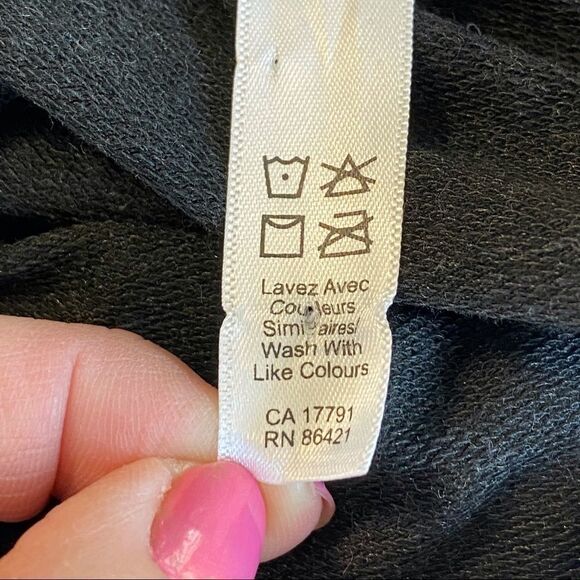 Lavez Avec
Couleurs
Similaires/
Wash With
Like Colours
CA 17791
RN 86421